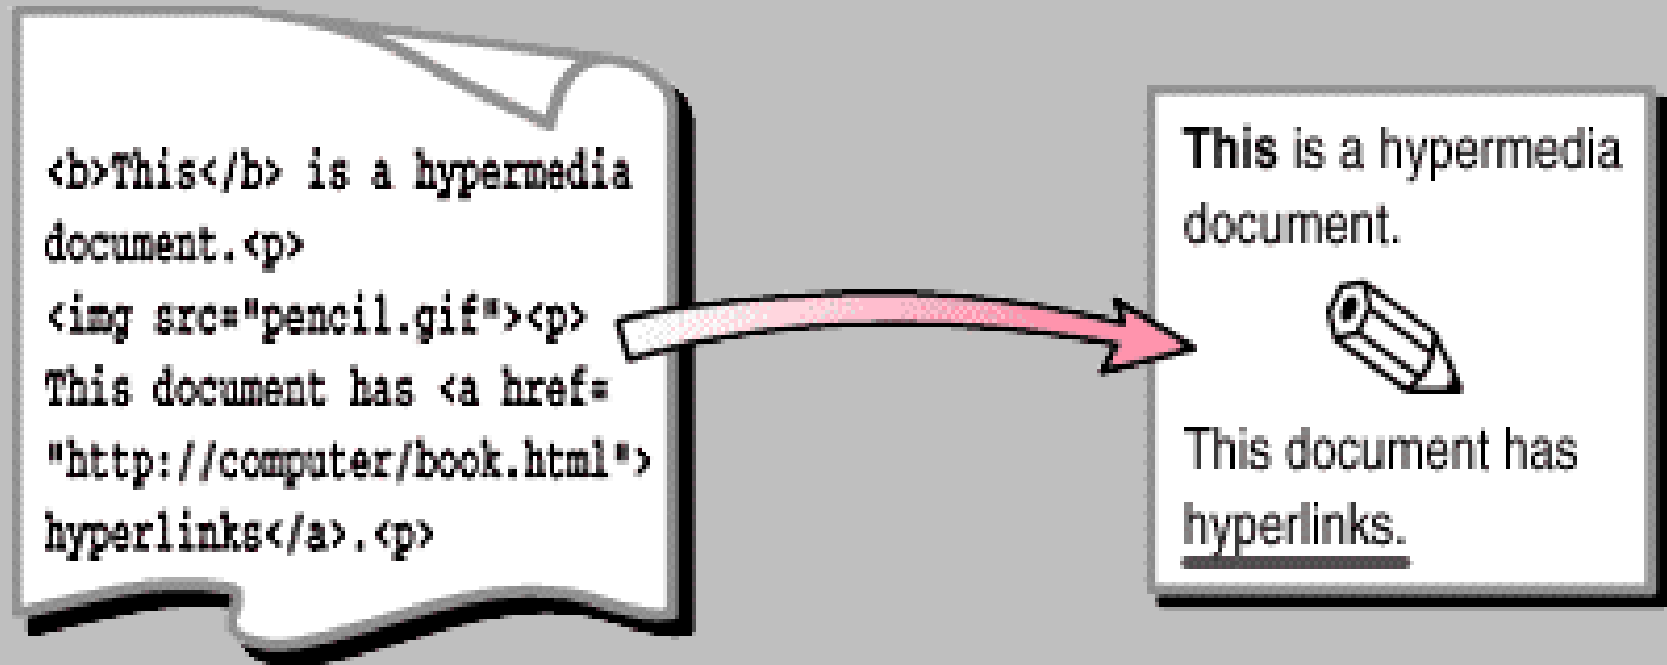 <b>This</b> is a hypermedia
document.<p>
<img src="pencil.gif"><p>
This document has <a href=
"http://computer/book.html">
hyperlinks</a>.<p>
This is a hypermedia
document.
This document has
hyperlinks.